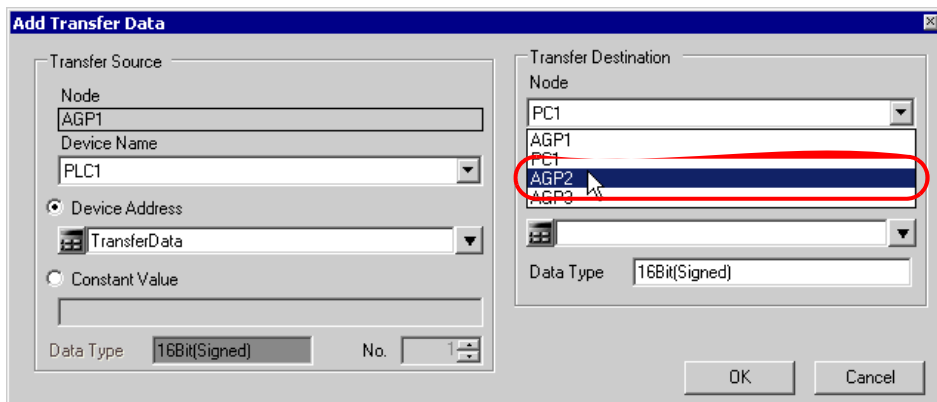 Add Transfer Data
Transfer Source
Node
AGP1
Device Name
PLC1
Device Address
TransferData
Constant Value
Data Type
16Bit(Signed)
No.
1
Transfer Destination
Node
PC1
AGP1
PC1
AGP2
AGP3
Data Type
16Bit(Signed)
OK
Cancel